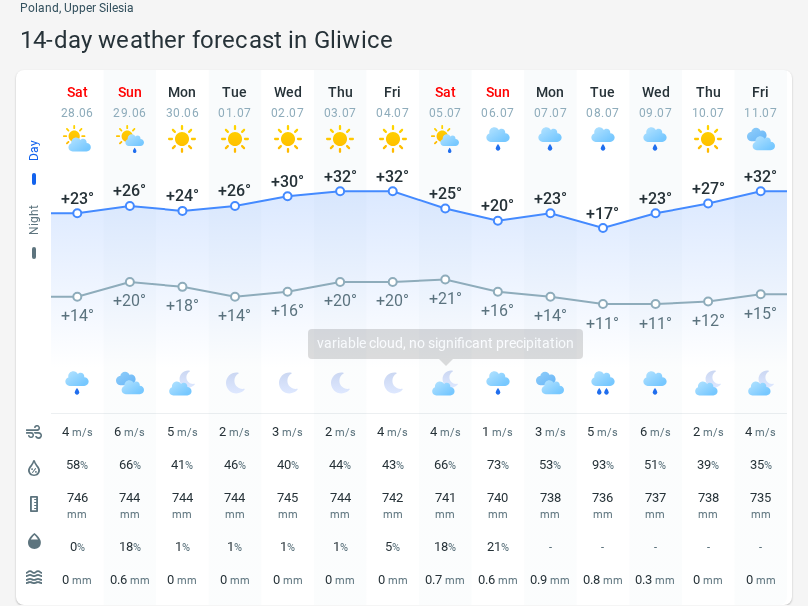 Poland, Upper Silesia
14-day weather forecast in Gliwice
Sat Sun Mon Tue Wed Thu Fri Sat Sun Mon Tue Wed Thu Fri
28.06 29.06 30.06 01.07 02.07 03.07 04.07 05.07 06.07 07.07 08.07 09.07 10.07 11.07
Day
+23° +26° +24° +26° +30° +32° +32° +25° +20° +23° +17° +23° +27° +32°
Night
+14° +20° +18° +14° +16° +20° +20° +21° +16° +14° +11° +11° +12° +15°
variable cloud, no significant precipitation
4 m/s 6 m/s 5 m/s 2 m/s 3 m/s 2 m/s 4 m/s 4 m/s 1 m/s 3 m/s 5 m/s 6 m/s 2 m/s 4 m/s
58% 66% 41% 46% 40% 44% 43% 66% 73% 53% 93% 51% 39% 35%
746 744 744 744 745 744 742 741 740 738 736 737 738 735
mm mm mm mm mm mm mm mm mm mm mm mm mm mm
0% 18% 1% 1% 1% 1% 5% 18% 21% - - - - -
0 mm 0.6 mm 0 mm 0 mm 0 mm 0 mm 0 mm 0.7 mm 0.6 mm 0.9 mm 0.8 mm 0.3 mm 0 mm 0 mm